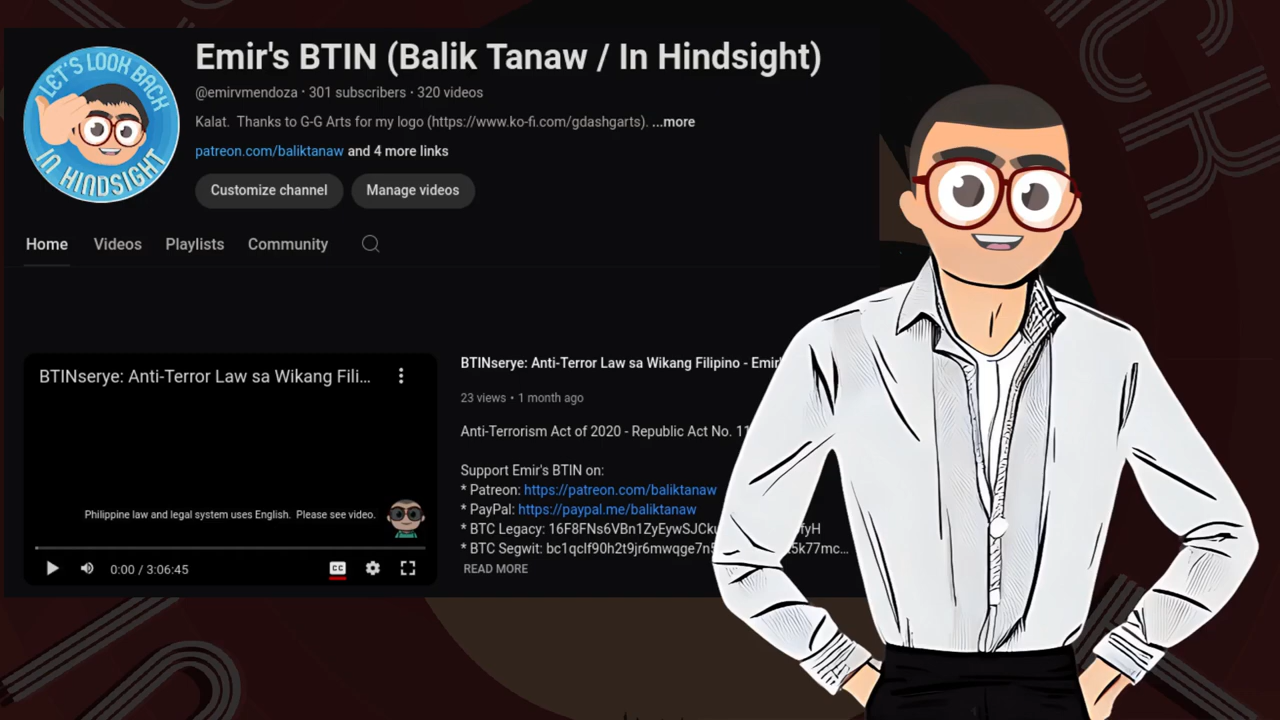 LET'S LOOK BACK
IN HINDSIGHT
Emir's BTIN (Balik Tanaw / In Hindsight)
@emirvmendoza · 301 subscribers · 320 videos
Kalat. Thanks to G-G Arts for my logo (https://www.ko-fi.com/gdashgarts). ...more
patreon.com/baliktanaw and 4 more links
Customize channel Manage videos
Home Videos Playlists Community
BTINserye: Anti-Terror Law sa Wikang Fili...
Philippine law and legal system uses English. Please see video.
0:00 / 3:06:45
CC
BTINserye: Anti-Terror Law sa Wikang Filipino - Emir'
23 views • 1 month ago
Anti-Terrorism Act of 2020 - Republic Act No. 11
Support Emir's BTIN on:
* Patreon: https://patreon.com/baliktanaw
* PayPal: https://paypal.me/baliktanaw
* BTC Legacy:
* BTC Segwit:
READ MORE